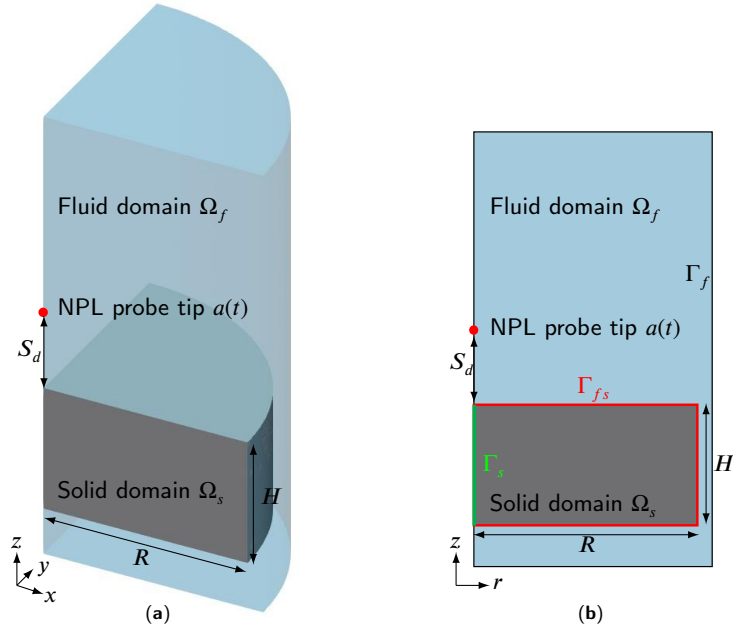 Fluid domain Ω_f
NPL probe tip a(t)
S_d
Solid domain Ω_s
H
R
z
y
x
(a)
Fluid domain Ω_f
Γ_f
NPL probe tip a(t)
S_d
Γ_fs
Γ_s
H
Solid domain Ω_s
R
z
r
(b)